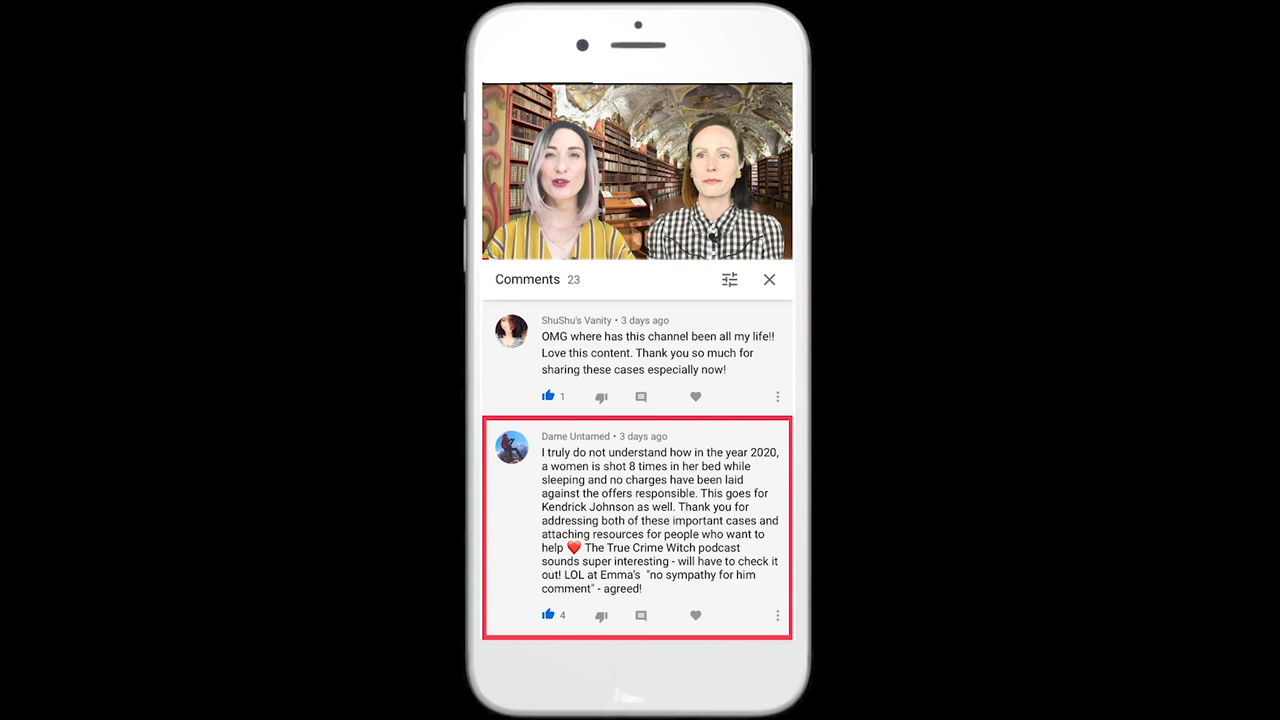 Comments 23
ShuShu's Vanity • 3 days ago
OMG where has this channel been all my life!!
Love this content. Thank you so much for
sharing these cases especially now!
1
Dame Untamed • 3 days ago
I truly do not understand how in the year 2020,
a women is shot 8 times in her bed while
sleeping and no charges have been laid
against the offers responsible. This goes for
Kendrick Johnson as well. Thank you for
addressing both of these important cases and
attaching resources for people who want to
help ❤️ The True Crime Witch podcast
sounds super interesting - will have to check it
out! LOL at Emma's "no sympathy for him
comment" - agreed!
4